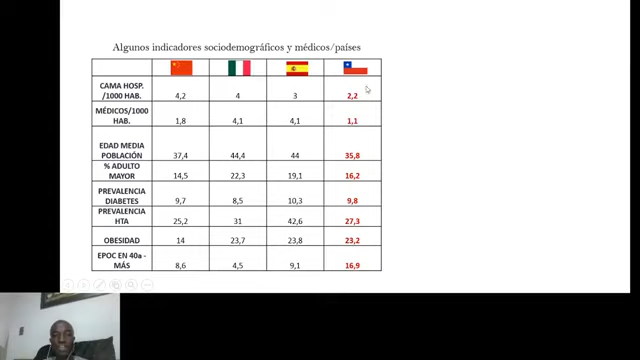 Algunos indicadores sociodemográficos y médicos/países
CAMA HOSP. /1000 HAB. 4,2 4 3 2,2
MÉDICOS/1000 HAB. 1,8 4,1 4,1 1,1
EDAD MEDIA POBLACIÓN 37,4 44,4 44 35,8
% ADULTO MAYOR 14,5 22,3 19,1 16,2
PREVALENCIA DIABETES 9,7 8,5 10,3 9,8
PREVALENCIA HTA 25,2 31 42,6 27,3
OBESIDAD 14 23,7 23,8 23,2
EPOC EN 40a - MÁS 8,6 4,5 9,1 16,9